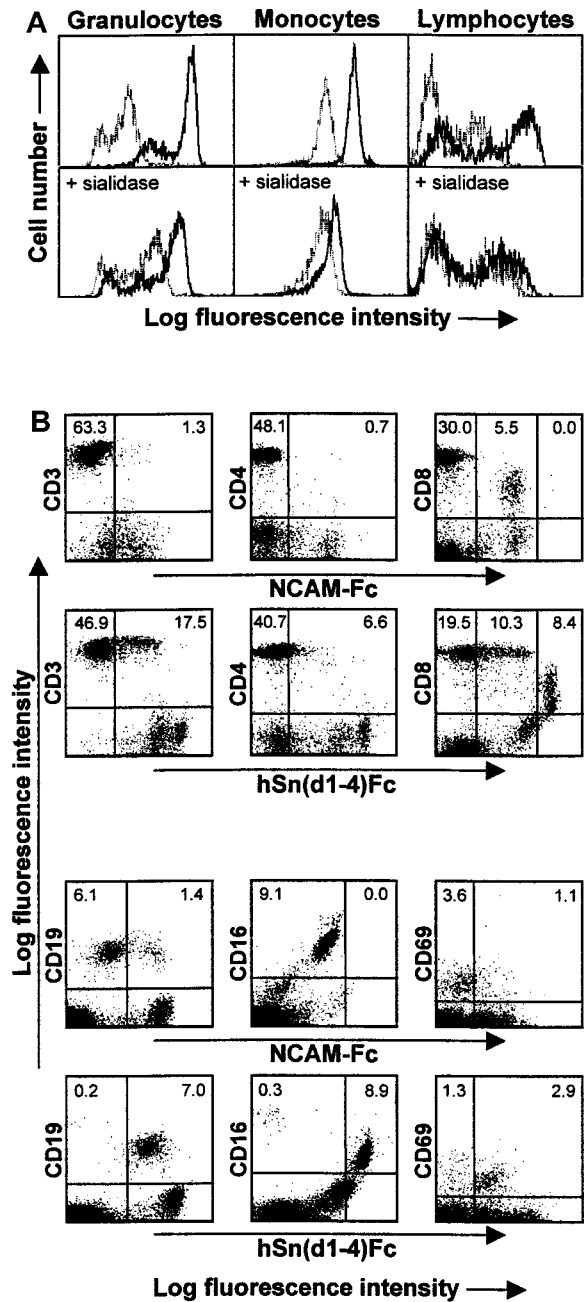 A Granulocytes Monocytes Lymphocytes
Cell number
+ sialidase + sialidase + sialidase
Log fluorescence intensity
B
63.3 1.3 48.1 0.7 30.0 5.5 0.0
CD3 CD4 CD8
NCAM-Fc
46.9 17.5 40.7 6.6 19.5 10.3 8.4
CD3 CD4 CD8
hSn(d1-4)Fc
Log fluorescence intensity
6.1 1.4 9.1 0.0 3.6 1.1
CD19 CD16 CD69
NCAM-Fc
0.2 7.0 0.3 8.9 1.3 2.9
CD19 CD16 CD69
hSn(d1-4)Fc
Log fluorescence intensity